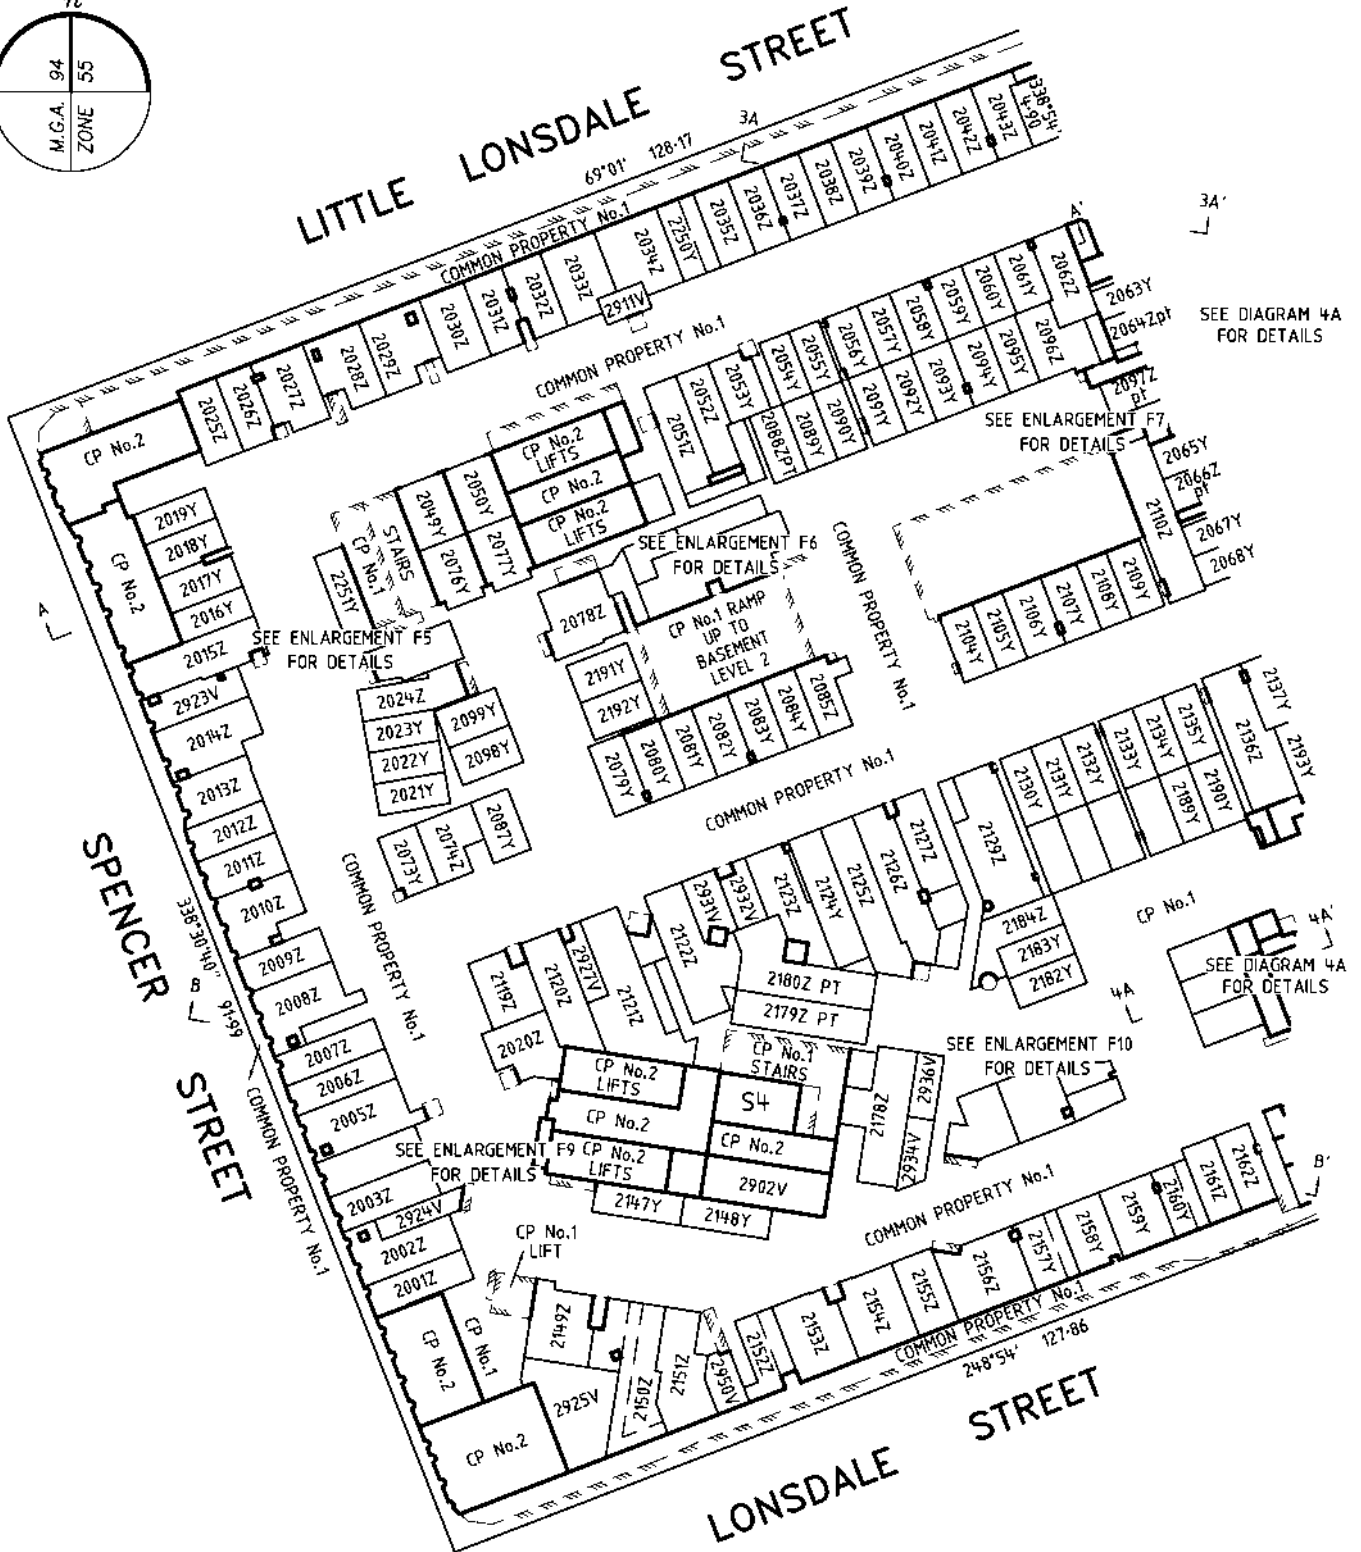 n
M.G.A. 94
ZONE 55
LITTLE LONSDALE STREET
69°01' 128·17
3A
COMMON PROPERTY No.1
338°54'
4·90
2025Z
2026Z
2027Z
2028Z
2029Z
2030Z
2031Z
2032Z
2033Z
2034Z
2250Y
2035Z
2036Z
2037Z
2038Z
2039Z
2040Z
2041Z
2042Z
2043Z
2911V
3A'
A'
CP No.2
COMMON PROPERTY No.1
2051Z
2052Z
2053Y
2054Y
2055Y
2056Y
2057Y
2058Y
2059Y
2060Y
2061Y
2062Z
2063Y
2064Zpt
SEE DIAGRAM 4A
FOR DETAILS
2088ZPT
2089Y
2090Y
2091Y
2092Y
2093Y
2094Y
2095Y
2096Z
2097Z
pt
SEE ENLARGEMENT F7
FOR DETAILS
2065Y
2066Z
pt
2067Y
2068Y
2110Z
CP No.2
LIFTS
CP No.2
CP No.2
LIFTS
2049Y
2050Y
2076Y
2077Y
CP No.1
STAIRS
2251Y
CP No.2
2019Y
2018Y
2017Y
2016Y
2015Z
A
SEE ENLARGEMENT F5
FOR DETAILS
SEE ENLARGEMENT F6
FOR DETAILS
2078Z
CP No.1 RAMP
UP TO
BASEMENT
LEVEL 2
COMMON PROPERTY No.1
2104Y
2105Y
2106Y
2107Y
2108Y
2109Y
2923V
2014Z
2013Z
2012Z
2011Z
2010Z
2009Z
2008Z
2007Z
2006Z
2005Z
2003Z
2924V
2002Z
2001Z
2024Z
2023Y
2022Y
2021Y
2099Y
2098Y
2191Y
2192Y
2079Y
2080Y
2081Y
2082Y
2083Y
2084Y
2085Z
COMMON PROPERTY No.1
2073Y
2074Z
2087Y
COMMON PROPERTY No.1
2130Y
2131Y
2132Y
2133Y
2134Y
2135Y
2136Z
2137Y
2193Y
2189Y
2190Y
2129Z
2127Z
2126Z
2125Z
2124Y
2123Z
2932V
2931V
2122Z
2121Z
2927V
2120Z
2119Z
2020Z
2180Z PT
2179Z PT
2184Z
2183Y
2182Y
CP No.1
4A'
SEE DIAGRAM 4A
FOR DETAILS
4A
SEE ENLARGEMENT F10
FOR DETAILS
CP No.1
STAIRS
CP No.2
LIFTS
S4
CP No.2
CP No.2
CP No.2
LIFTS
2902V
2147Y
2148Y
2178Z
2936V
2934V
SEE ENLARGEMENT F9
FOR DETAILS
SPENCER STREET
338°30'40"
91·99
B
COMMON PROPERTY No.1
CP No.1
LIFT
COMMON PROPERTY No.1
B'
2149Z
2925V
2150Z
2151Z
2950V
2152Z
2153Z
2154Z
2155Z
2156Z
2157Y
2158Y
2159Y
2160Y
2161Z
2162Z
CP No.2
CP No.1
CP No.2
COMMON PROPERTY No.1
248°54' 127·86
LONSDALE STREET